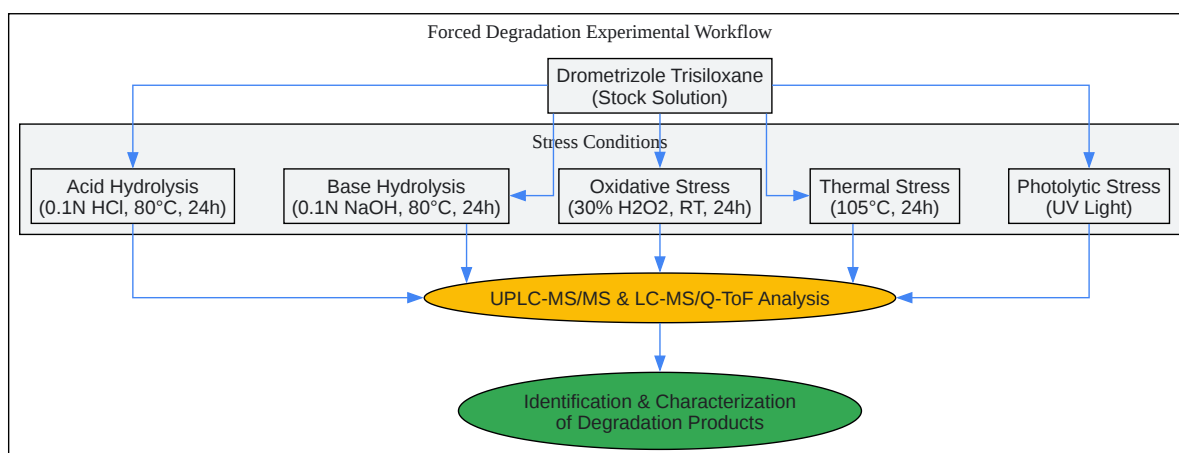 Forced Degradation Experimental Workflow
Drometrizole Trisiloxane
(Stock Solution)
Stress Conditions
Acid Hydrolysis
(0.1N HCl, 80°C, 24h)
Base Hydrolysis
(0.1N NaOH, 80°C, 24h)
Oxidative Stress
(30% H2O2, RT, 24h)
Thermal Stress
(105°C, 24h)
Photolytic Stress
(UV Light)
UPLC-MS/MS & LC-MS/Q-ToF Analysis
Identification & Characterization
of Degradation Products